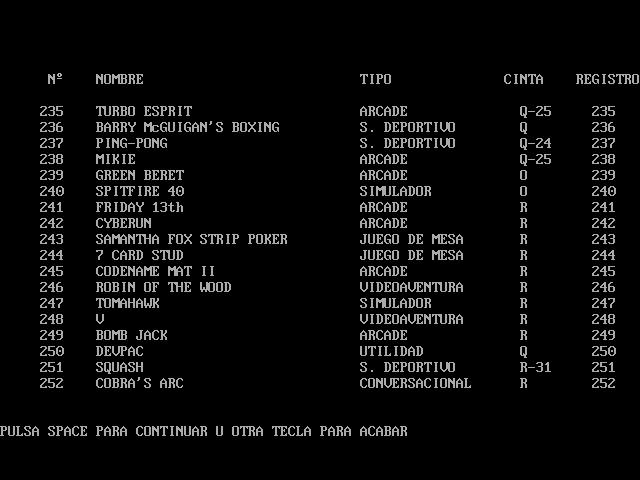 Nº NOMBRE TIPO CINTA REGISTRO
235 TURBO ESPRIT ARCADE Q-25 235
236 BARRY McGUIGAN'S BOXING S. DEPORTIVO Q 236
237 PING-PONG S. DEPORTIVO Q-24 237
238 MIKIE ARCADE Q-25 238
239 GREEN BERET ARCADE O 239
240 SPITFIRE 40 SIMULADOR O 240
241 FRIDAY 13th ARCADE R 241
242 CYBERUN ARCADE R 242
243 SAMANTHA FOX STRIP POKER JUEGO DE MESA R 243
244 7 CARD STUD JUEGO DE MESA R 244
245 CODENAME MAT II ARCADE R 245
246 ROBIN OF THE WOOD VIDEOAVENTURA R 246
247 TOMAHAWK SIMULADOR R 247
248 V VIDEOAVENTURA R 248
249 BOMB JACK ARCADE R 249
250 DEVPAC UTILIDAD Q 250
251 SQUASH S. DEPORTIVO R-31 251
252 COBRA'S ARC CONVERSACIONAL R 252
PULSA SPACE PARA CONTINUAR U OTRA TECLA PARA ACABAR